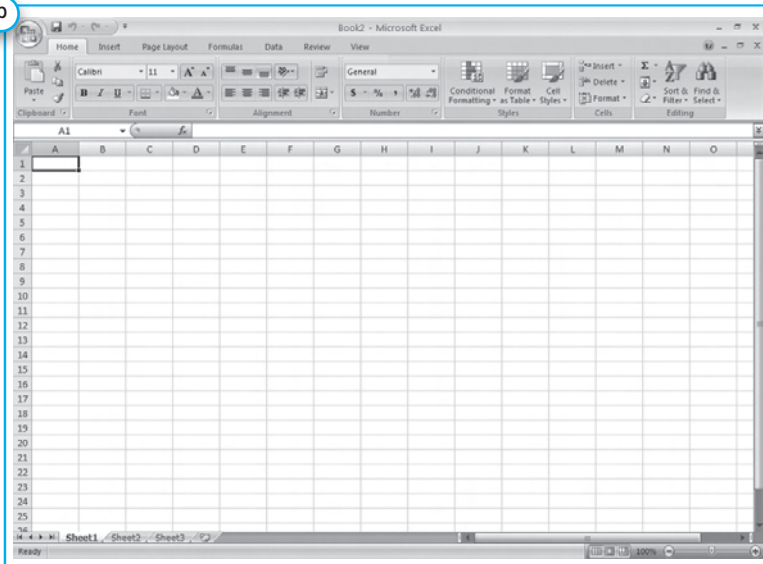 b
Book2 - Microsoft Excel
Home Insert Page Layout Formulas Data Review View
Calibri 11 A A General Insert Σ
Delete
Paste B I U A $ % , Conditional Format Cell Format Sort & Find &
Formatting as Table Styles Filter Select
Clipboard Font Alignment Number Styles Cells Editing
A1 fx
A B C D E F G H I J K L M N O
1
2
3
4
5
6
7
8
9
10
11
12
13
14
15
16
17
18
19
20
21
22
23
24
25
26
Sheet1 Sheet2 Sheet3
Ready 100%